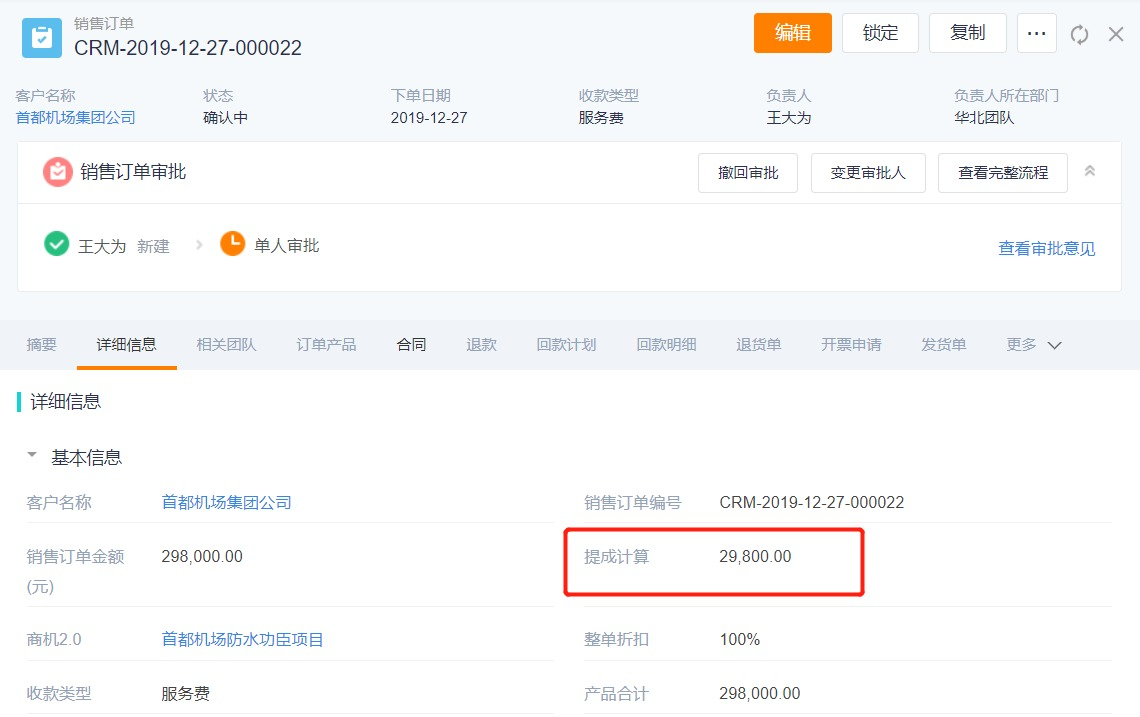 销售订单
CRM-2019-12-27-000022
编辑 锁定 复制 ...
客户名称 状态 下单日期 收款类型 负责人 负责人所在部门
首都机场集团公司 确认中 2019-12-27 服务费 王大为 华北团队
销售订单审批 撤回审批 变更审批人 查看完整流程
王大为 新建 单人审批 查看审批意见
摘要 详细信息 相关团队 订单产品 合同 退款 回款计划 回款明细 退货单 开票申请 发货单 更多
详细信息
基本信息
客户名称 首都机场集团公司 销售订单编号 CRM-2019-12-27-000022
销售订单金额 298,000.00 提成计算 29,800.00
(元)
商机2.0 首都机场防水功臣项目 整单折扣 100%
收款类型 服务费 产品合计 298,000.00